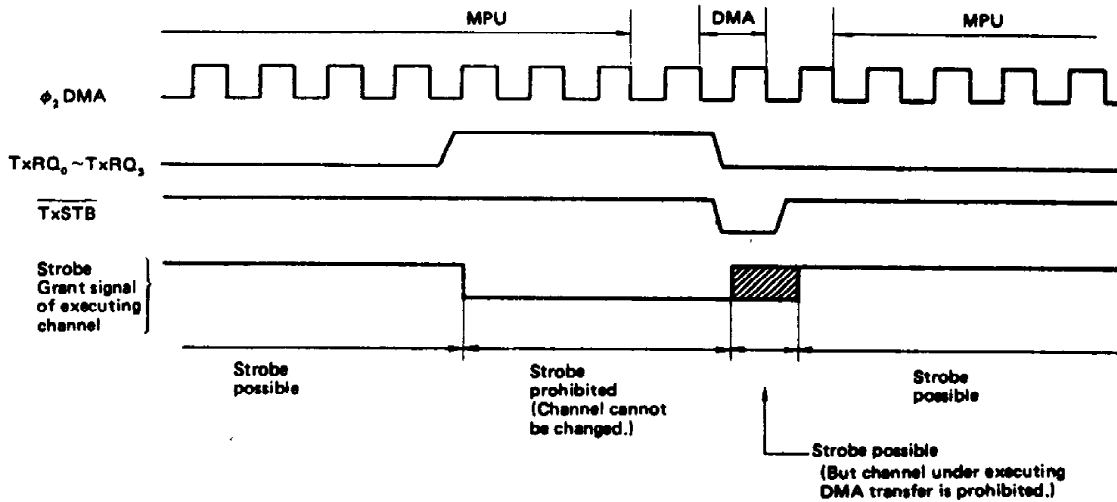 MPU DMA MPU
φ₂ DMA
TxRQ₀ ~TxRQ₃
TxSTB
Strobe
Grant signal
of executing
channel
Strobe
possible
Strobe
prohibited
(Channel cannot
be changed.)
Strobe
possible
Strobe possible
(But channel under executing
DMA transfer is prohibited.)